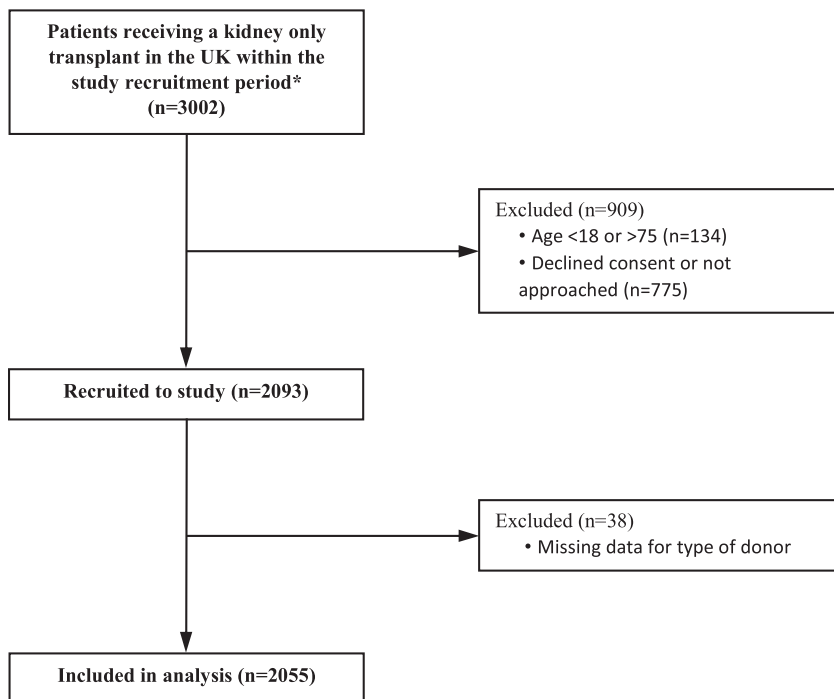 Patients receiving a kidney only
transplant in the UK within the
study recruitment period*
(n=3002)
Excluded (n=909)
• Age <18 or >75 (n=134)
• Declined consent or not
approached (n=775)
Recruited to study (n=2093)
Excluded (n=38)
• Missing data for type of donor
Included in analysis (n=2055)